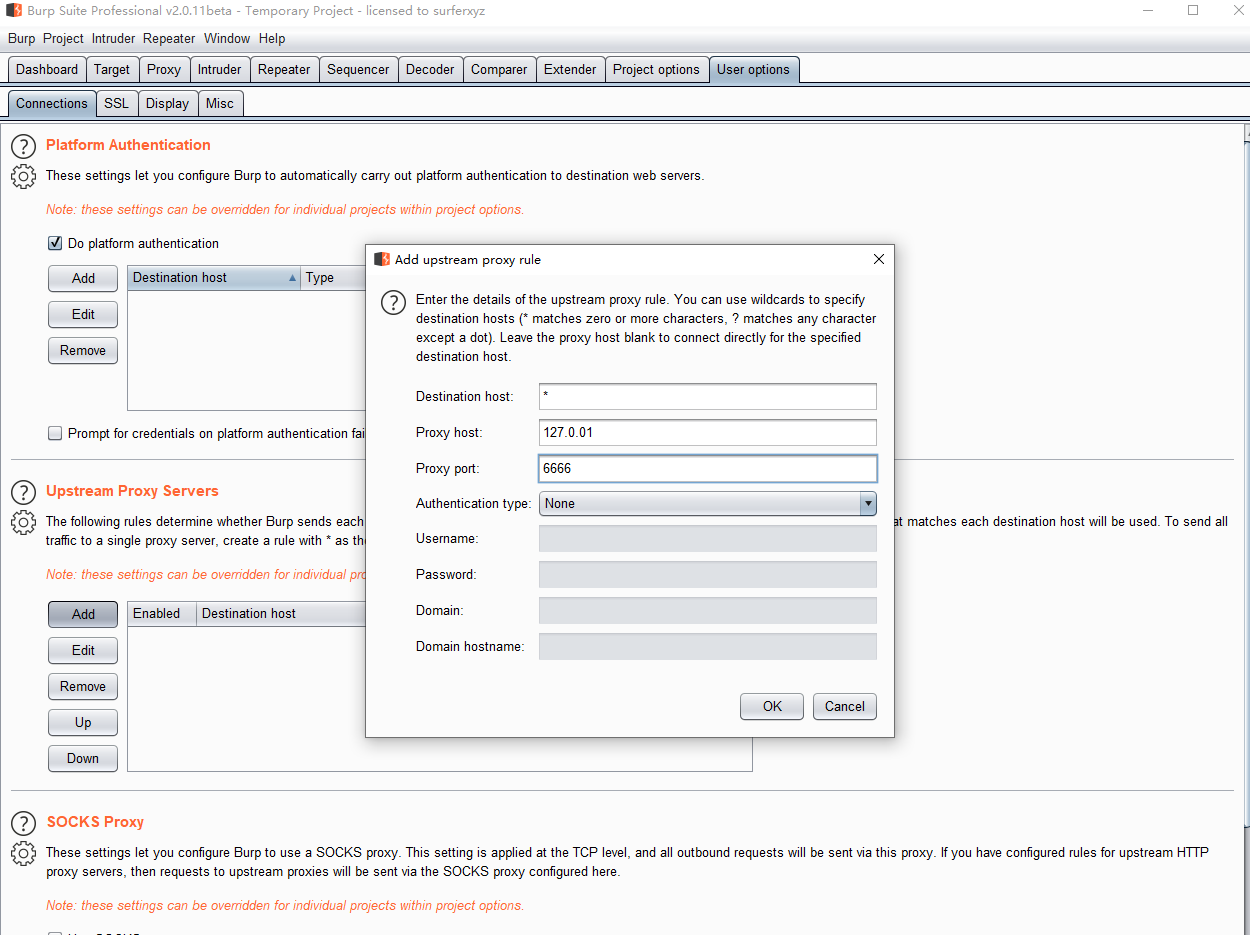 Burp Suite Professional v2.0.11beta - Temporary Project - licensed to surferxyz
Burp Project Intruder Repeater Window Help
Dashboard Target Proxy Intruder Repeater Sequencer Decoder Comparer Extender Project options User options
Connections SSL Display Misc
Platform Authentication
These settings let you configure Burp to automatically carry out platform authentication to destination web servers.
Note: these settings can be overridden for individual projects within project options.
Do platform authentication
Add
Edit
Remove
Destination host Type
Prompt for credentials on platform authentication fai
Upstream Proxy Servers
The following rules determine whether Burp sends each
at matches each destination host will be used. To send all
traffic to a single proxy server, create a rule with * as the
Note: these settings can be overridden for individual pro
Add
Edit
Remove
Up
Down
Enabled Destination host
Add upstream proxy rule
Enter the details of the upstream proxy rule. You can use wildcards to specify
destination hosts (* matches zero or more characters, ? matches any character
except a dot). Leave the proxy host blank to connect directly for the specified
destination host.
Destination host: *
Proxy host: 127.0.01
Proxy port: 6666
Authentication type: None
Username:
Password:
Domain:
Domain hostname:
OK Cancel
SOCKS Proxy
These settings let you configure Burp to use a SOCKS proxy. This setting is applied at the TCP level, and all outbound requests will be sent via this proxy. If you have configured rules for upstream HTTP
proxy servers, then requests to upstream proxies will be sent via the SOCKS proxy configured here.
Note: these settings can be overridden for individual projects within project options.